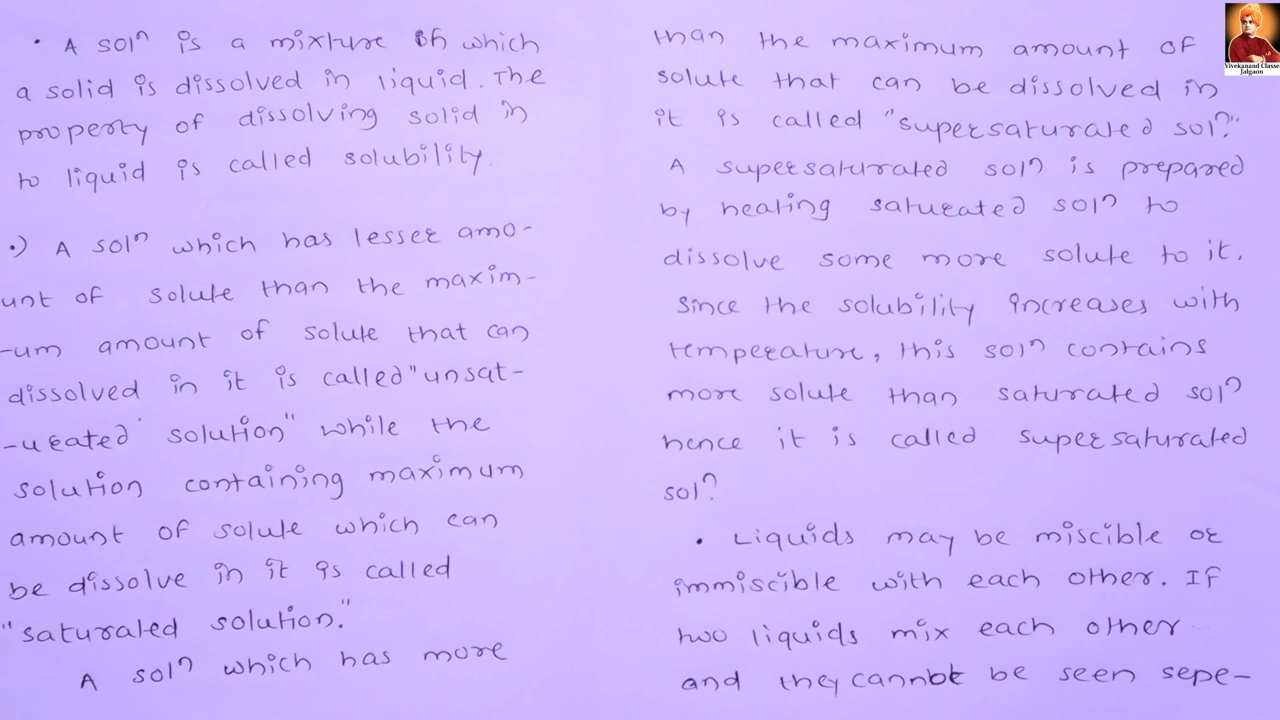 • A solⁿ is a mixture in which
a solid is dissolved in liquid. The
property of dissolving solid in
to liquid is called solubility.
•) A solⁿ which has lesser amo-
unt of solute than the maxim-
-um amount of solute that can
dissolved in it is called "unsat-
-urated solution" while the
solution containing maximum
amount of solute which can
be dissolve in it is called
"saturated solution."
A solⁿ which has more
than the maximum amount of
solute that can be dissolved in
it is called "supersaturated solⁿ."
A supersaturated solⁿ is prepared
by heating saturated solⁿ to
dissolve some more solute to it.
Since the solubility increases with
temperature, this solⁿ contains
more solute than saturated solⁿ
hence it is called supersaturated
solⁿ.
• Liquids may be miscible or
immiscible with each other. If
two liquids mix each other
and they cannot be seen sepe-
Vivekanand Classes
Jalgaon